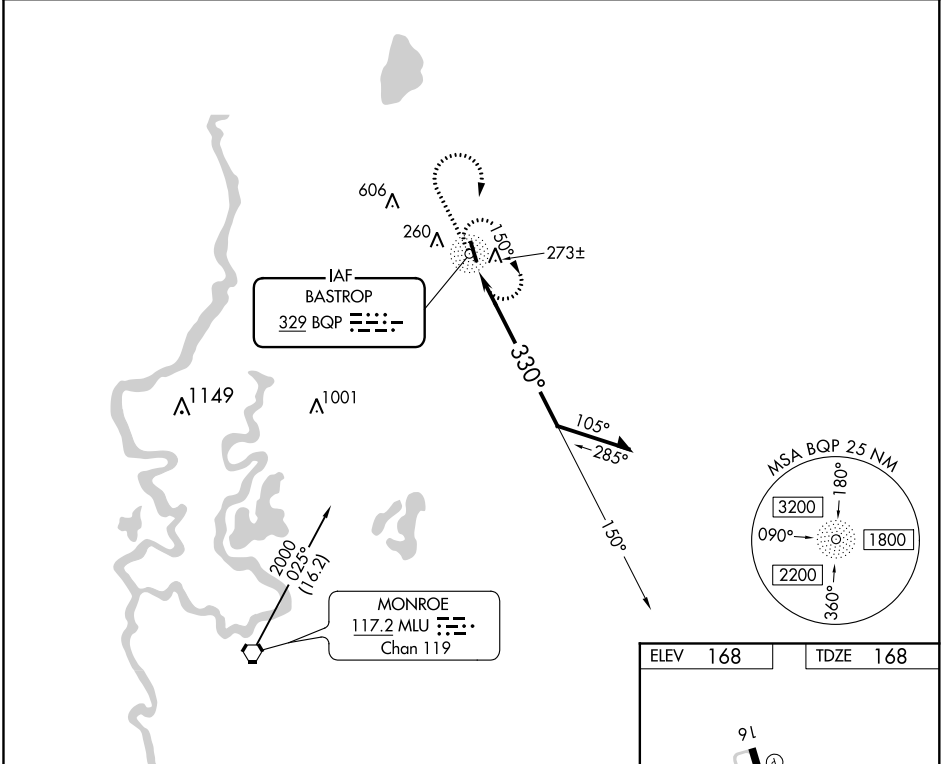 606
260
150°
273±
IAF
BASTROP
329 BQP
330°
1149
1001
105°
285°
MSA BQP 25 NM
180°
3200
090°
1800
2200
360°
150°
2000
025°
(16.2)
MONROE
117.2 MLU
Chan 119
ELEV 168
TDZE 168
16
A